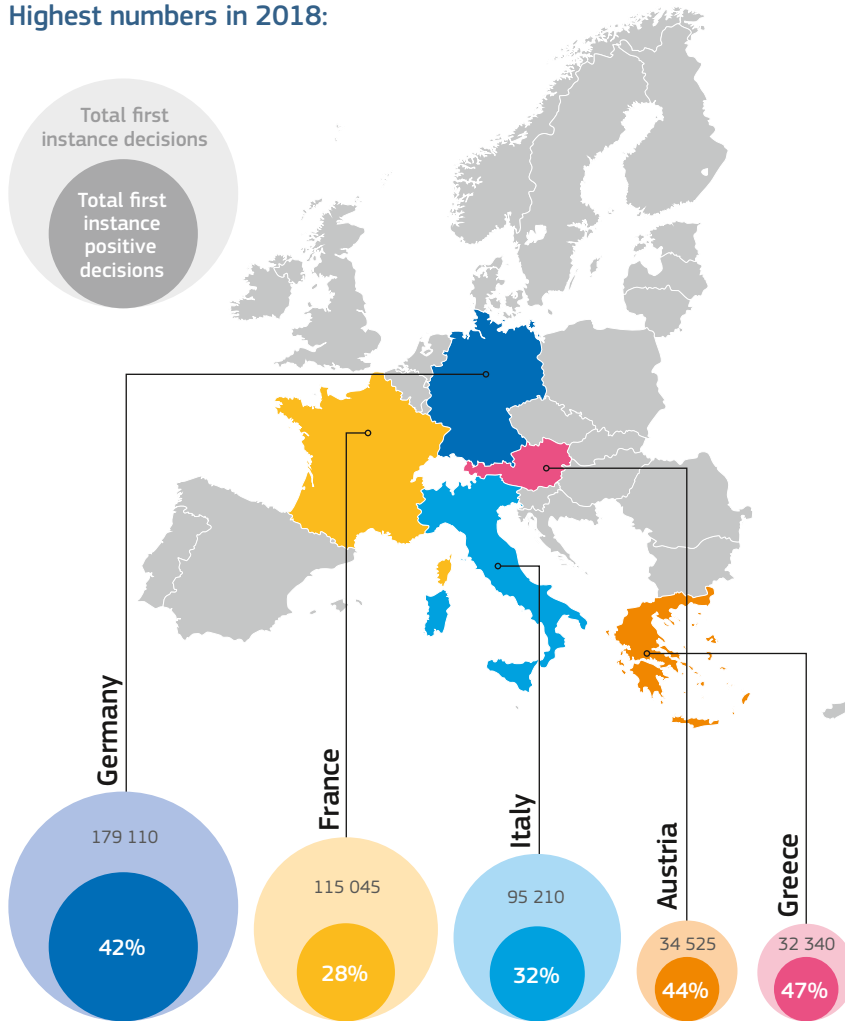 Highest numbers in 2018:
Total first
instance decisions
Total first
instance
positive
decisions
Germany
France
Italy
Austria
Greece
179 110
42%
115 045
28%
95 210
32%
34 525
44%
32 340
47%